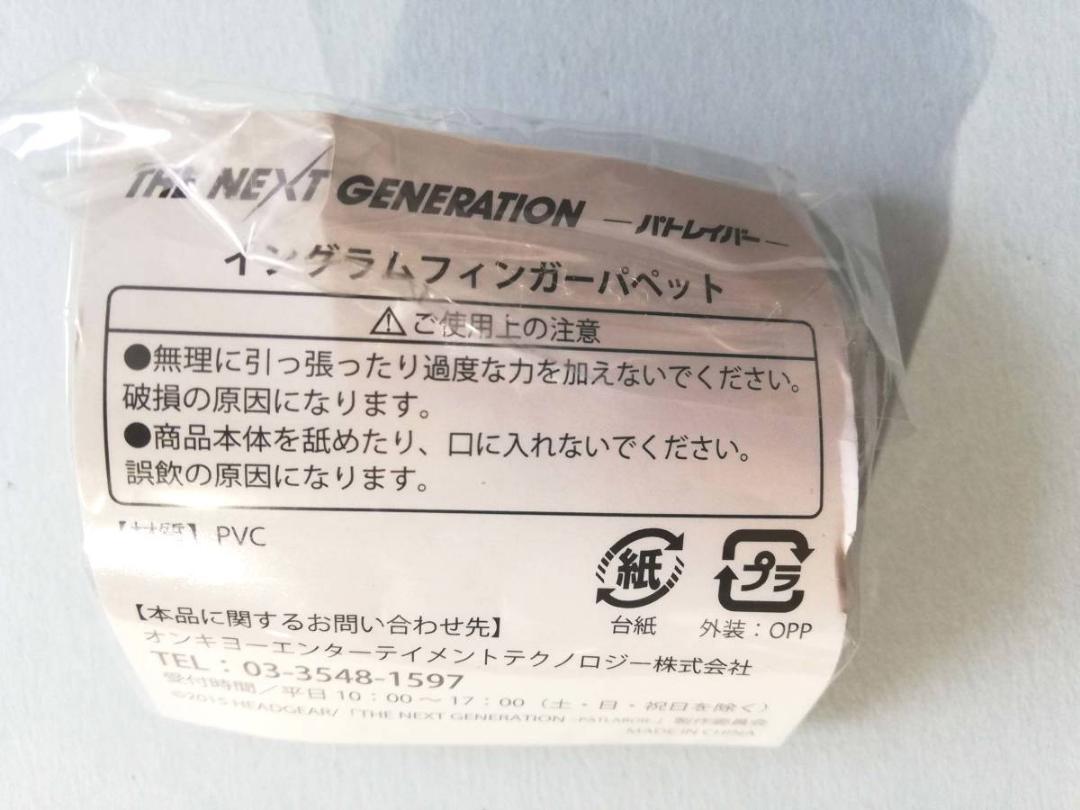 THE NEXT GENERATION ーパトレイバーー
イングラムフィンガーパペット
⚠ご使用上の注意
●無理に引っ張ったり過度な力を加えないでください。
破損の原因になります。
●商品本体を舐めたり、口に入れないでください。
誤飲の原因になります。
【材質】 PVC
紙
プラ
台紙
外装：OPP
【本品に関するお問い合わせ先】
オンキヨーエンターテイメントテクノロジー株式会社
TEL：03-3548-1597
受付時間／平日10：00～17：00（土・日・祝日を除く）
©2015 HEADGEAR/「THE NEXT GENERATION -PATLABOR-」製作委員会
MADE IN CHINA